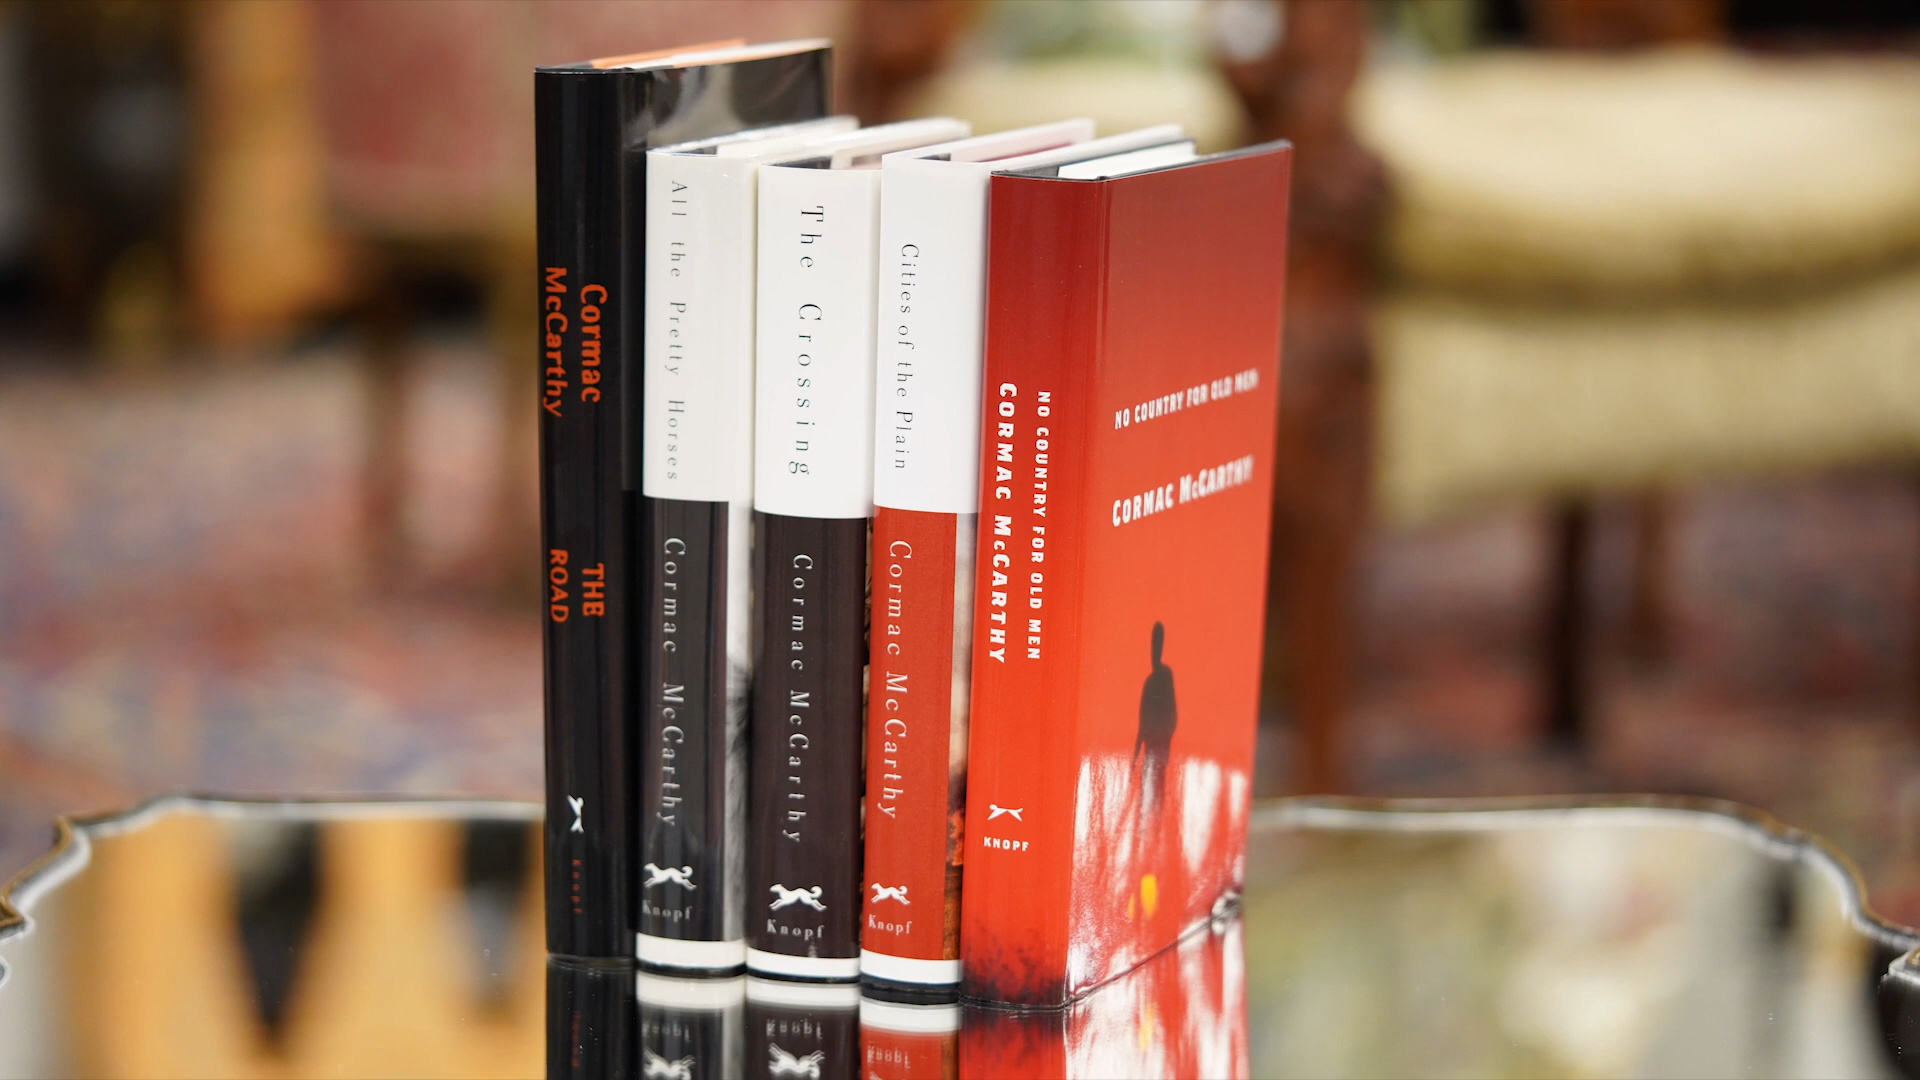 Cormac
McCarthy
THE
ROAD
Knopf
All the Pretty Horses
Cormac McCarthy
Knopf
The Crossing
Cormac McCarthy
Knopf
Cities of the Plain
Cormac McCarthy
Knopf
NO COUNTRY FOR OLD MEN
CORMAC McCARTHY
KNOPF
NO COUNTRY FOR OLD MEN
CORMAC McCARTHY